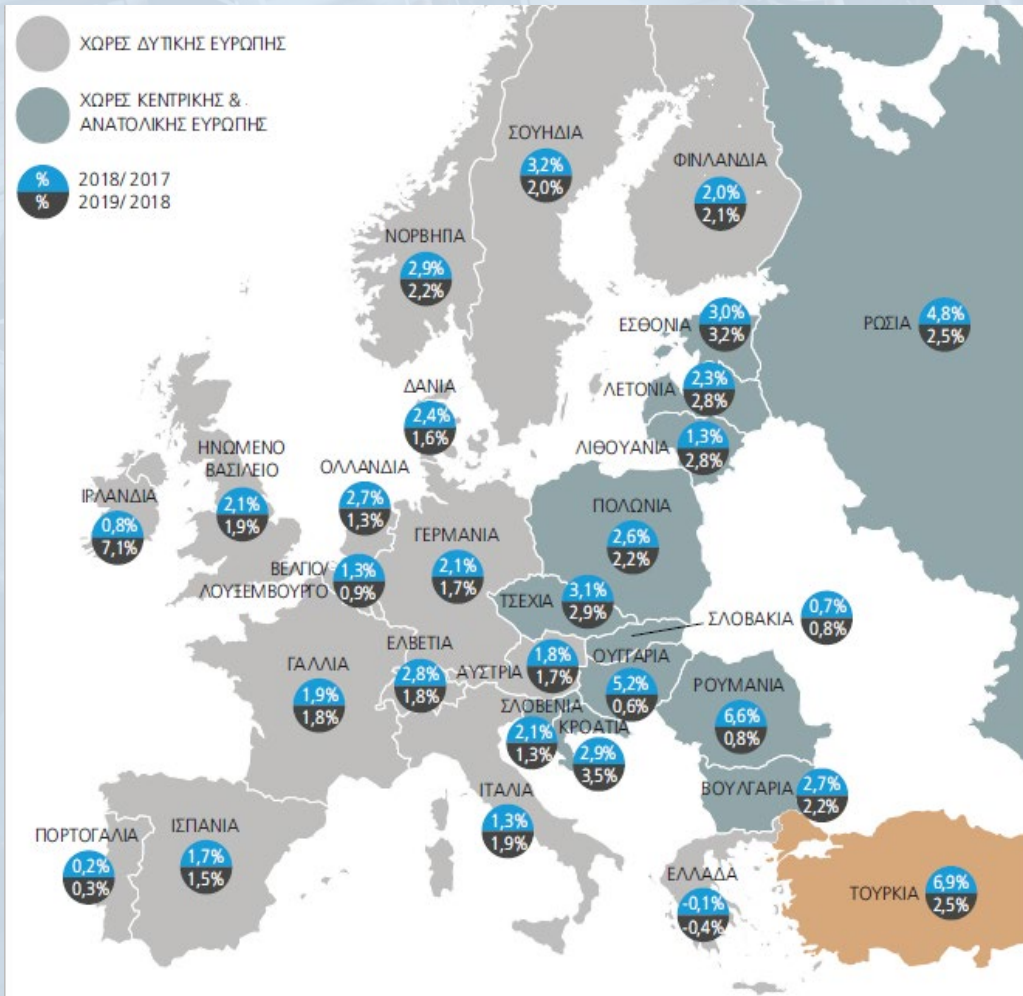 ΧΩΡΕΣ ΔΥΤΙΚΗΣ ΕΥΡΩΠΗΣ
ΧΩΡΕΣ ΚΕΝΤΡΙΚΗΣ &
ΑΝΑΤΟΛΙΚΗΣ ΕΥΡΩΠΗΣ
% 2018/2017
% 2019/2018
ΣΟΥΗΔΙΑ
3,2%
2,0%
ΦΙΝΛΑΝΔΙΑ
2,0%
2,1%
ΝΟΡΒΗΓΙΑ
2,9%
2,2%
ΕΣΘΟΝΙΑ
3,0%
3,2%
ΡΩΣΙΑ
4,8%
2,5%
ΛΕΤΟΝΙΑ
2,3%
2,8%
ΔΑΝΙΑ
2,4%
1,6%
ΛΙΘΟΥΑΝΙΑ
1,3%
2,8%
ΗΝΩΜΕΝΟ
ΒΑΣΙΛΕΙΟ
2,1%
1,9%
ΟΛΛΑΝΔΙΑ
2,7%
1,3%
ΙΡΛΑΝΔΙΑ
0,8%
7,1%
ΓΕΡΜΑΝΙΑ
2,1%
1,7%
ΠΟΛΩΝΙΑ
2,6%
2,2%
ΒΕΛΓΙΟ/
ΛΟΥΞΕΜΒΟΥΡΓΟ
1,3%
0,9%
ΤΣΕΧΙΑ
3,1%
2,9%
ΣΛΟΒΑΚΙΑ
0,7%
0,8%
ΓΑΛΛΙΑ
1,9%
1,8%
ΕΛΒΕΤΙΑ
2,8%
1,8%
ΑΥΣΤΡΙΑ
1,8%
1,7%
ΟΥΓΓΑΡΙΑ
5,2%
0,6%
ΡΟΥΜΑΝΙΑ
6,6%
0,8%
ΣΛΟΒΕΝΙΑ
2,1%
1,3%
ΚΡΟΑΤΙΑ
2,9%
3,5%
ΒΟΥΛΓΑΡΙΑ
2,7%
2,2%
ΙΤΑΛΙΑ
1,3%
1,9%
ΠΟΡΤΟΓΑΛΙΑ
0,2%
0,3%
ΙΣΠΑΝΙΑ
1,7%
1,5%
ΕΛΛΑΔΑ
-0,1%
-0,4%
ΤΟΥΡΚΙΑ
6,9%
2,5%